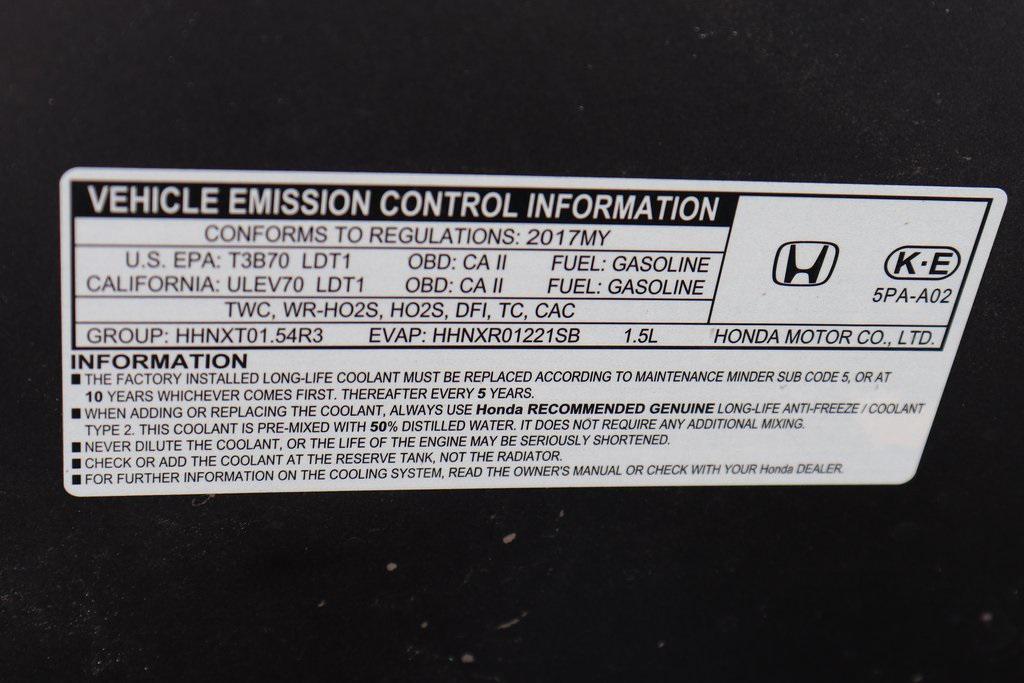 VEHICLE EMISSION CONTROL INFORMATION
CONFORMS TO REGULATIONS: 2017MY
U.S. EPA: T3B70 LDT1 OBD: CA II FUEL: GASOLINE
CALIFORNIA: ULEV70 LDT1 OBD: CA II FUEL: GASOLINE
TWC, WR-HO2S, HO2S, DFI, TC, CAC
GROUP: HHNXT01.54R3 EVAP: HHNXR01221SB 1.5L HONDA MOTOR CO., LTD.
K·E
5PA-A02
INFORMATION
■ THE FACTORY INSTALLED LONG-LIFE COOLANT MUST BE REPLACED ACCORDING TO MAINTENANCE MINDER SUB CODE 5, OR AT
10 YEARS WHICHEVER COMES FIRST. THEREAFTER EVERY 5 YEARS.
■ WHEN ADDING OR REPLACING THE COOLANT, ALWAYS USE Honda RECOMMENDED GENUINE LONG-LIFE ANTI-FREEZE / COOLANT
TYPE 2. THIS COOLANT IS PRE-MIXED WITH 50% DISTILLED WATER. IT DOES NOT REQUIRE ANY ADDITIONAL MIXING.
■ NEVER DILUTE THE COOLANT, OR THE LIFE OF THE ENGINE MAY BE SERIOUSLY SHORTENED.
■ CHECK OR ADD THE COOLANT AT THE RESERVE TANK, NOT THE RADIATOR.
■ FOR FURTHER INFORMATION ON THE COOLING SYSTEM, READ THE OWNER'S MANUAL OR CHECK WITH YOUR Honda DEALER.